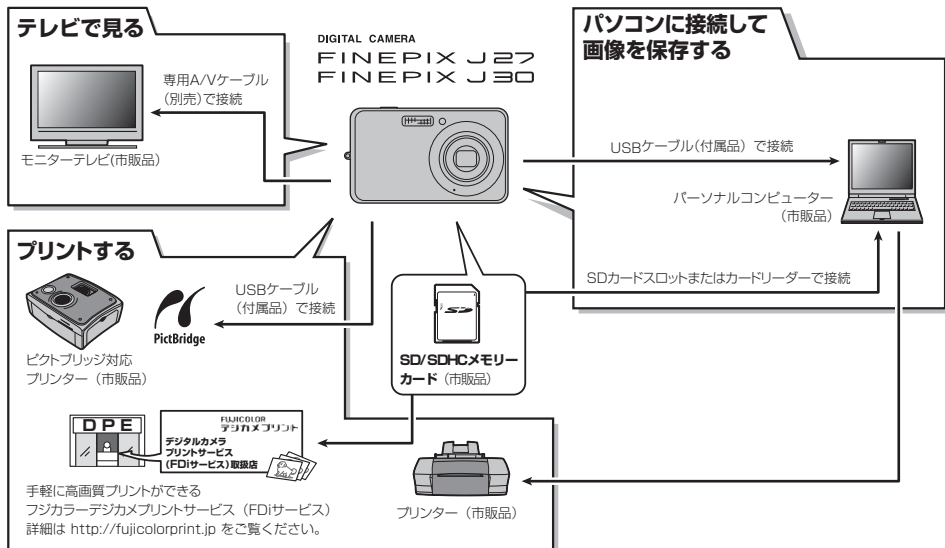 テレビで見る
DIGITAL CAMERA
FINEPIX J27
FINEPIX J30
パソコンに接続して
画像を保存する
専用A/Vケーブル
（別売）で接続
モニターテレビ(市販品)
USBケーブル(付属品）で接続
パーソナルコンピューター
（市販品）
プリントする
USBケーブル
（付属品）で接続
PictBridge
ピクトブリッジ対応
プリンター（市販品）
SD
SD/SDHCメモリー
カード（市販品）
SDカードスロットまたはカードリーダーで接続
DPE
FUJICOLOR
デジカメプリント
デジタルカメラ
プリントサービス
（FDiサービス）取扱店
手軽に高画質プリントができる
フジカラーデジカメプリントサービス（FDiサービス）
詳細は http://fujicolorprint.jp をご覧ください。
プリンター（市販品）